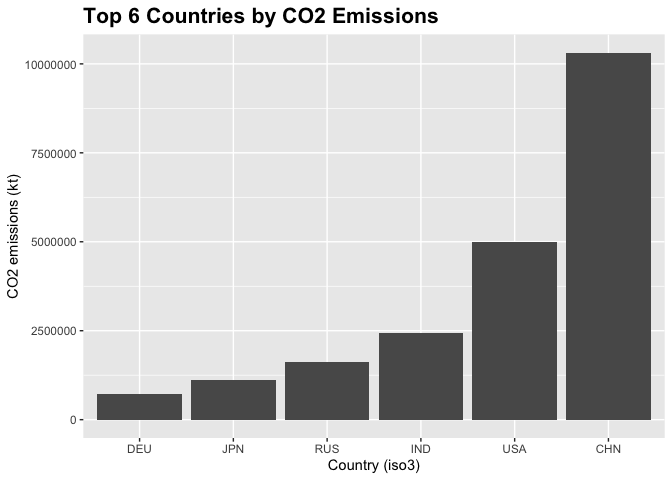 Top 6 Countries by CO2 Emissions
10000000
7500000
5000000
2500000
0
CO2 emissions (kt)
DEU JPN RUS IND USA CHN
Country (iso3)